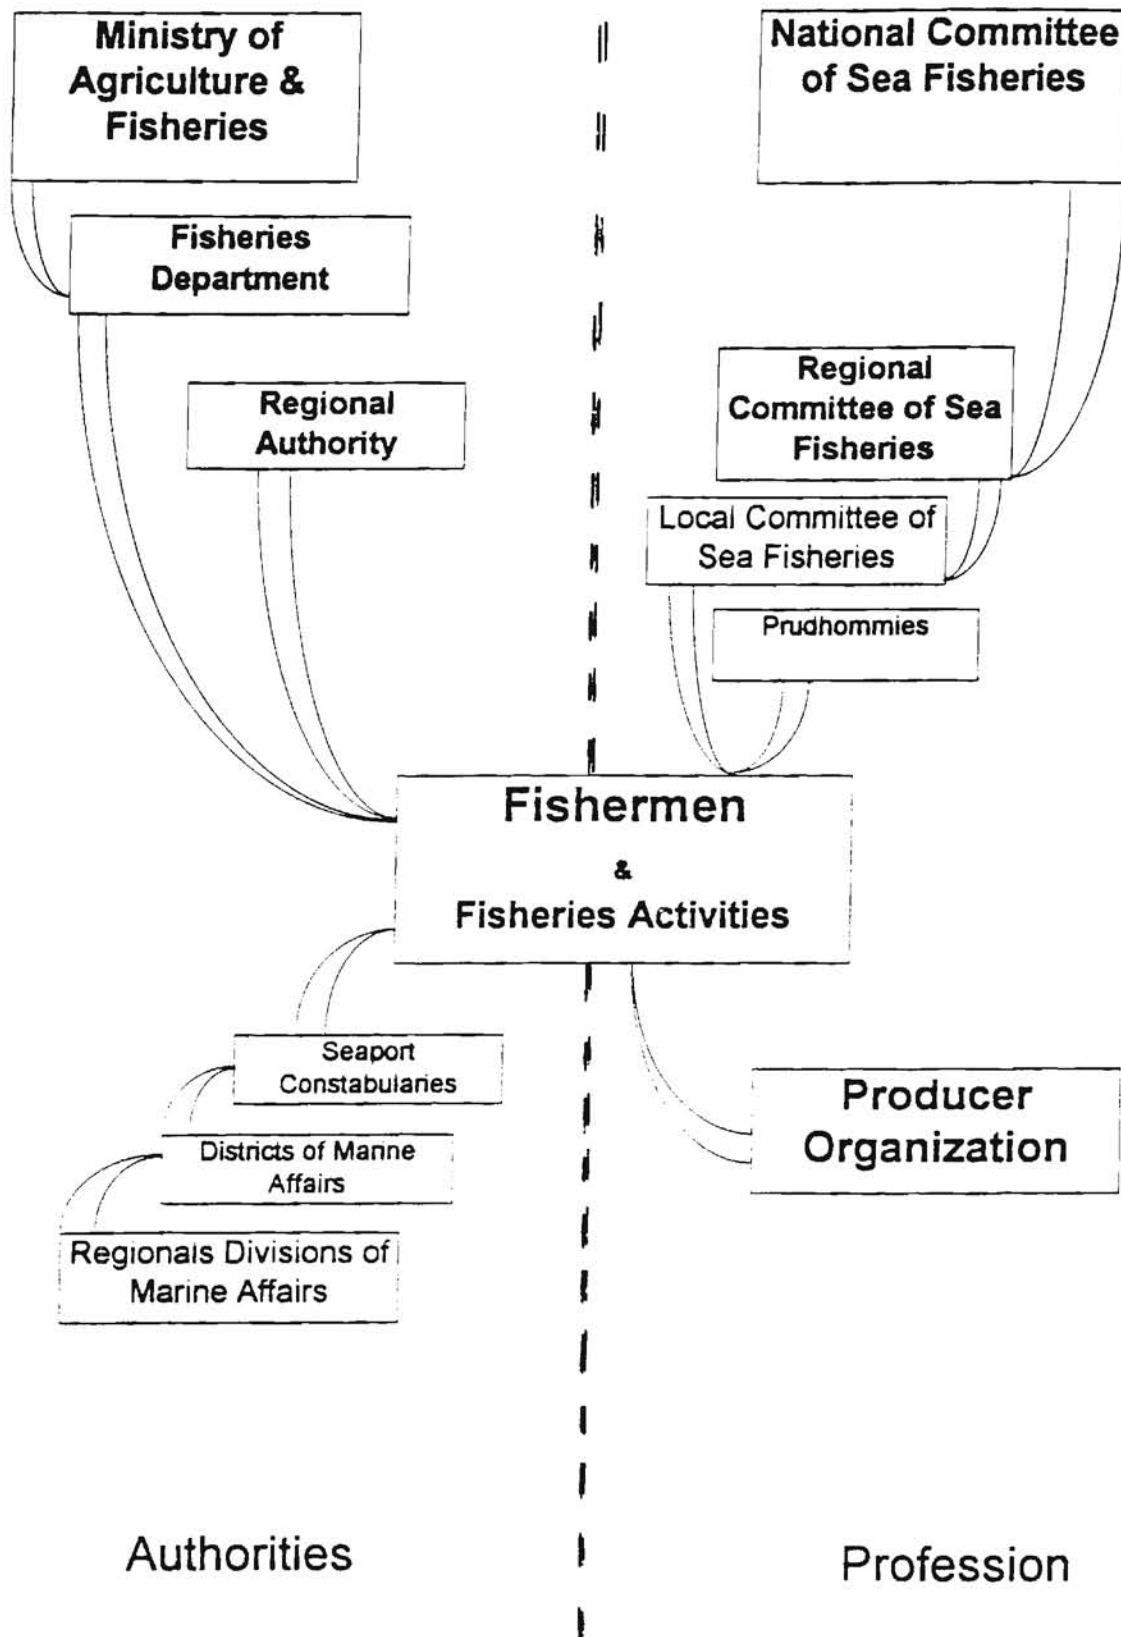 Ministry of
Agriculture &
Fisheries
National Committee
of Sea Fisheries
Fisheries
Department
Regional
Authority
Regional
Committee of Sea
Fisheries
Local Committee of
Sea Fisheries
Prudhommies
Fishermen
&
Fisheries Activities
Seaport
Constabularies
Districts of Marine
Affairs
Regionals Divisions of
Marine Affairs
Producer
Organization
Authorities
Profession